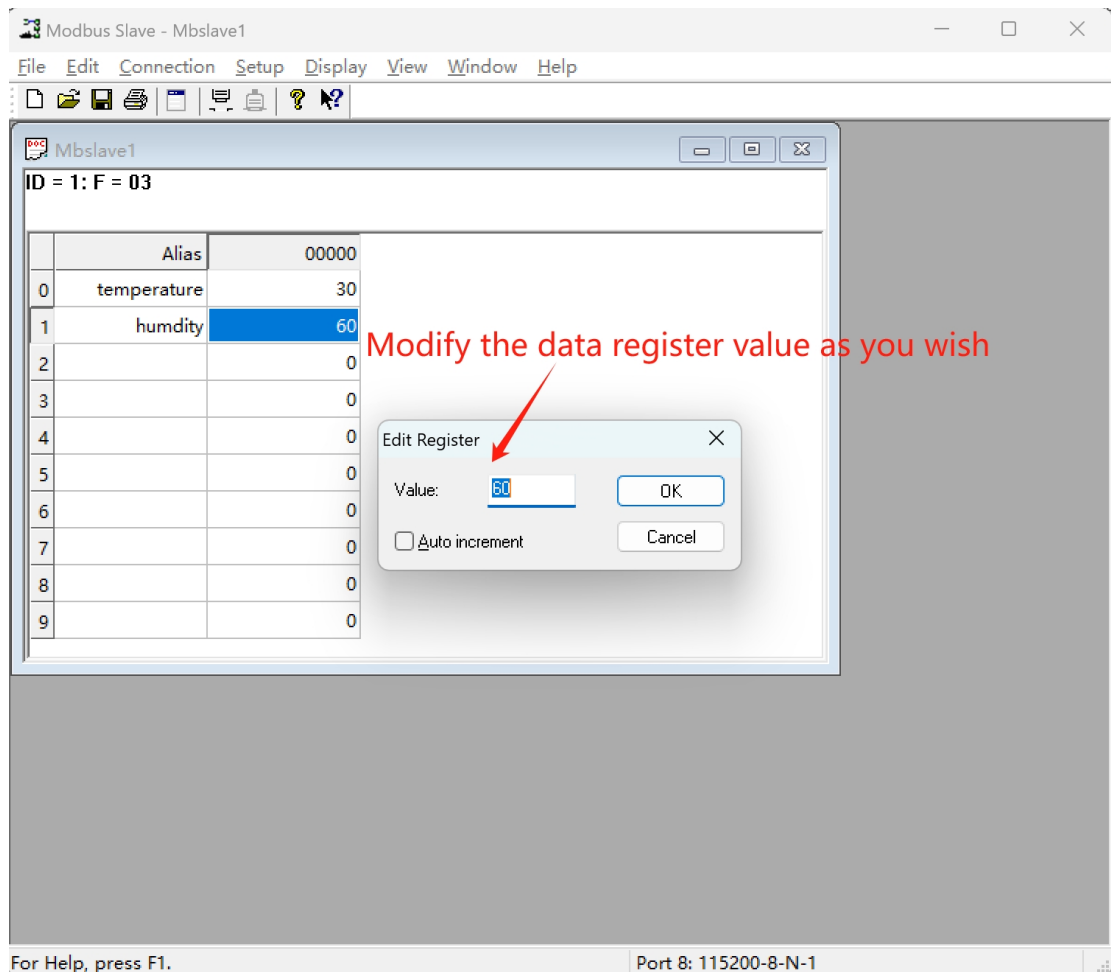 Modbus Slave - Mbslave1
File Edit Connection Setup Display View Window Help
Mbslave1
ID = 1: F = 03
Alias 00000
0 temperature 30
1 humdity 60
Modify the data register value as you wish
2 0
3 0
4 0
Edit Register
5 0
Value: 60 OK
6 0
7 0
Auto increment Cancel
8 0
9 0
For Help, press F1. Port 8: 115200-8-N-1